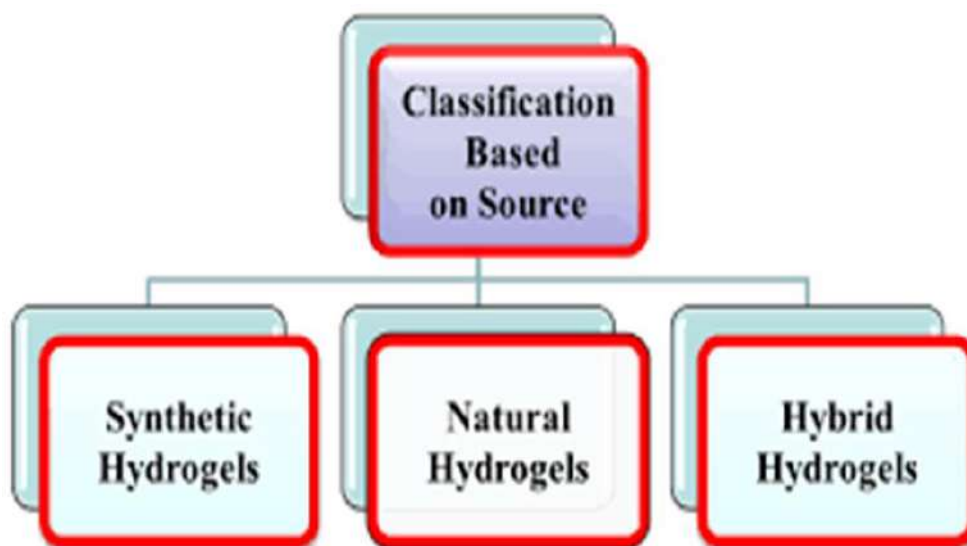 Classification
Based
on Source
Synthetic
Hydrogels
Natural
Hydrogels
Hybrid
Hydrogels